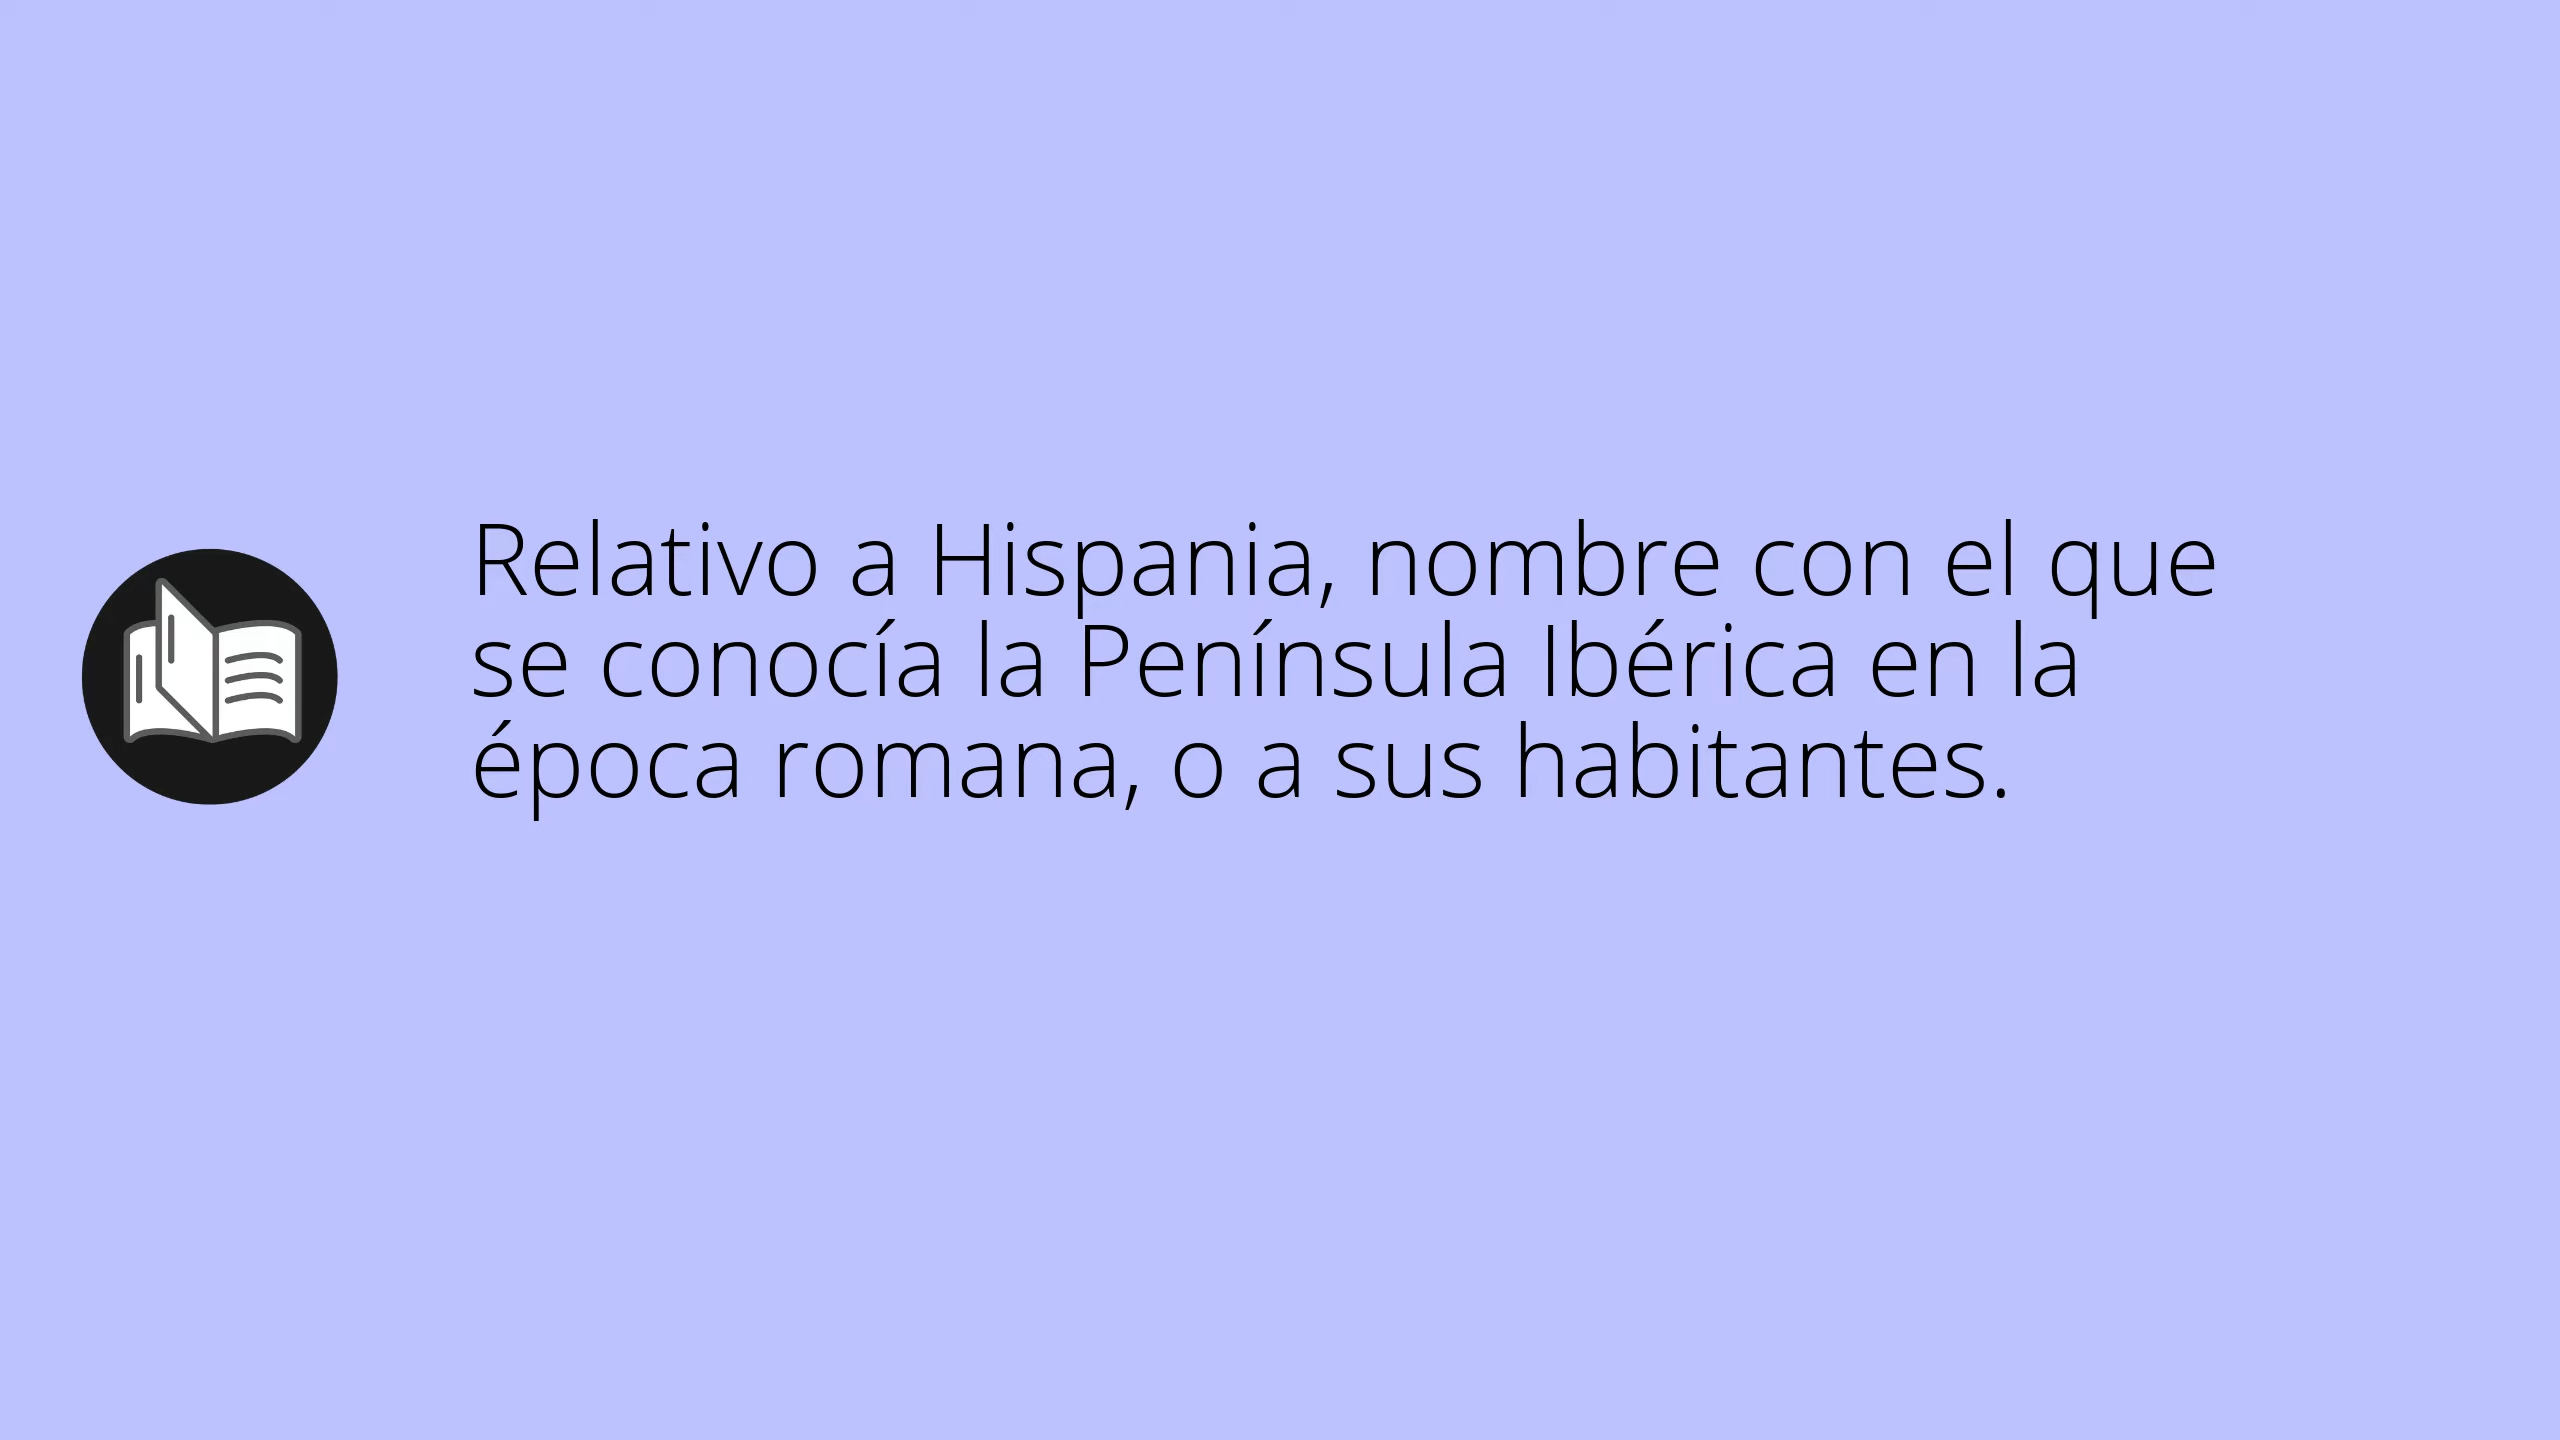 Relativo a Hispania, nombre con el que
se conocía la Península Ibérica en la
época romana, o a sus habitantes.